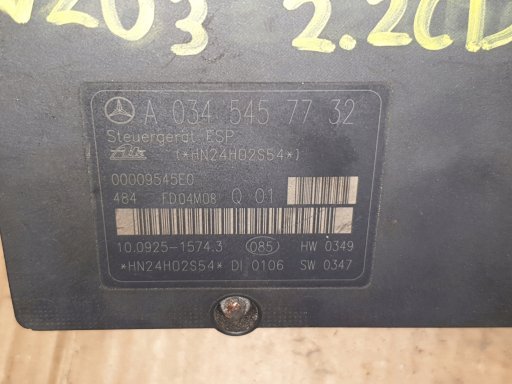 W203 2.2CDI
A 034 545 77 32
Steuergerät ESP
Ate (*HN24H02S54*)
00009545E0
484 FD04M08 Q 01
10.0925-1574.3 085 HW 0349
*HN24H02S54* DI 0106 SW 0347